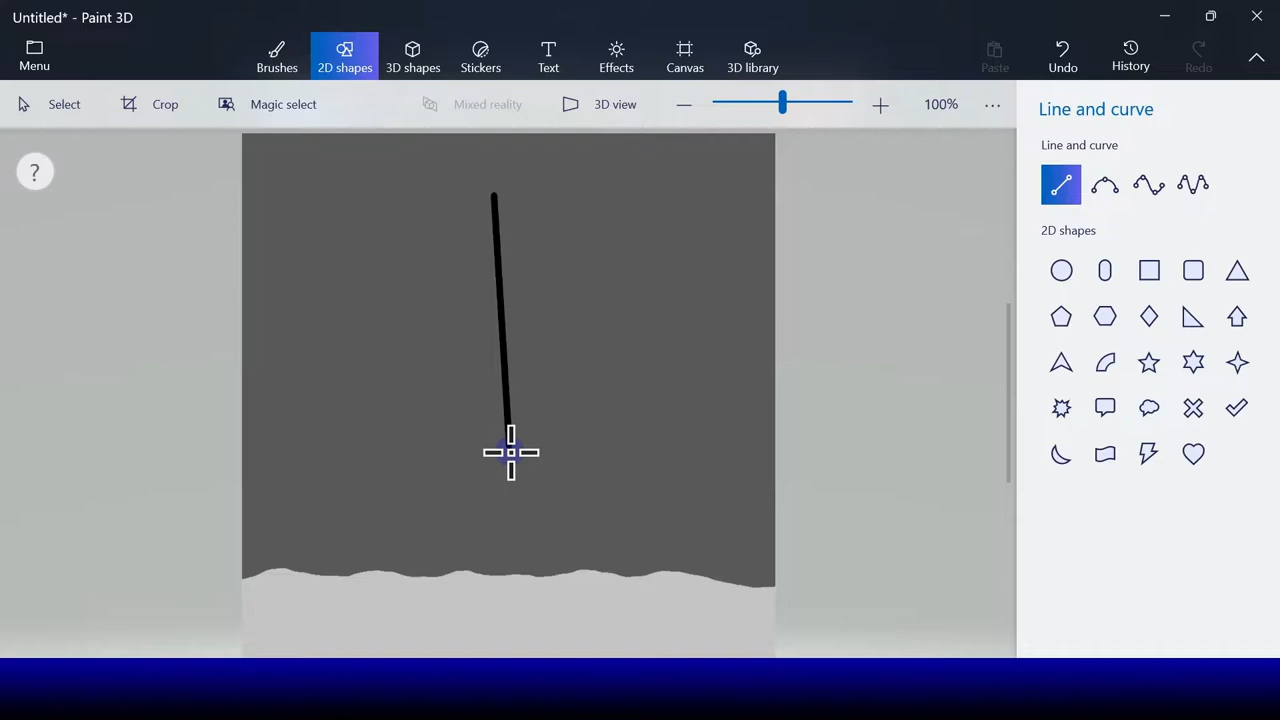 Untitled* - Paint 3D
Menu
Brushes
2D shapes
3D shapes
Stickers
Text
Effects
Canvas
3D library
Paste
Undo
History
Redo
Select
Crop
Magic select
Mixed reality
3D view
100%
Line and curve
Line and curve
2D shapes
?